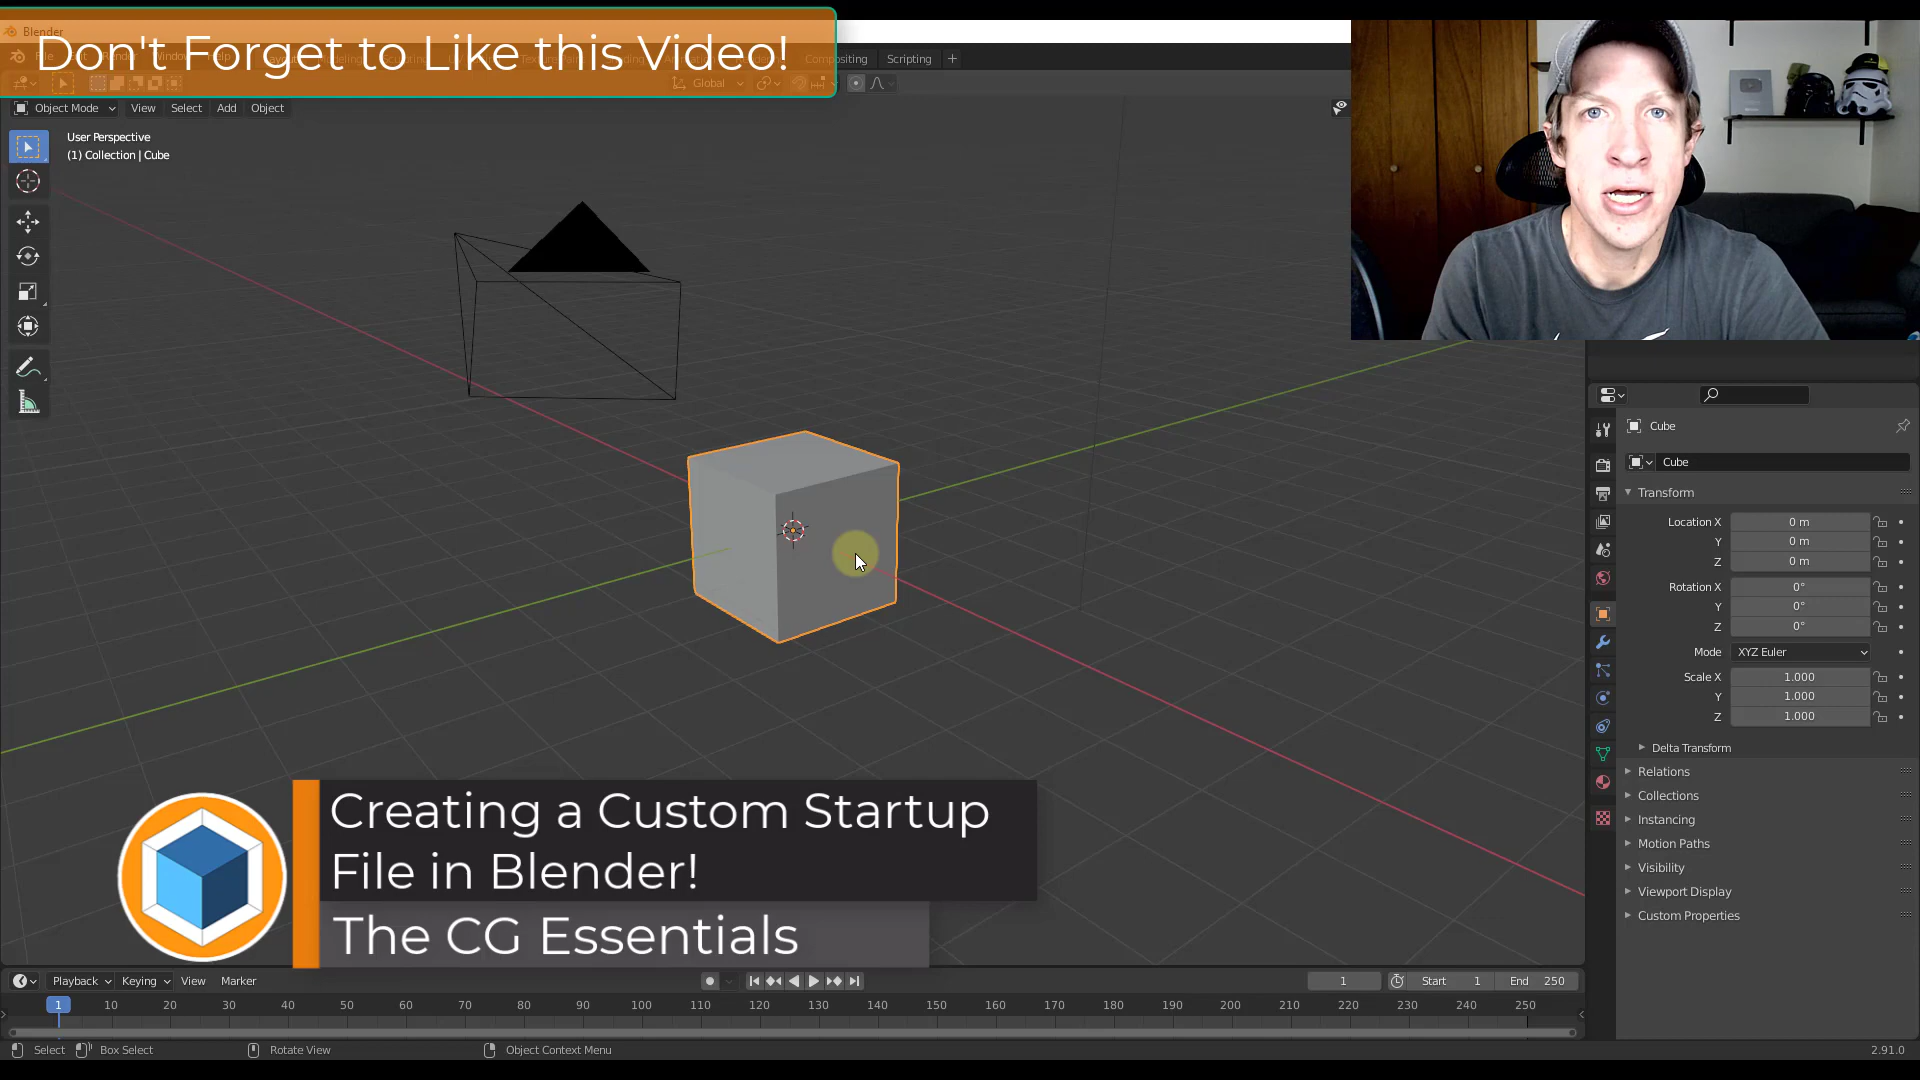 Blender
Don't Forget to Like this Video!
Compositing
Scripting
+
Global
Object Mode
View
Select
Add
Object
User Perspective
(1) Collection | Cube
Creating a Custom Startup
File in Blender!
The CG Essentials
Cube
Cube
Transform
Location X 0 m
Y 0 m
Z 0 m
Rotation X 0°
Y 0°
Z 0°
Mode XYZ Euler
Scale X 1.000
Y 1.000
Z 1.000
Delta Transform
Relations
Collections
Instancing
Motion Paths
Visibility
Viewport Display
Custom Properties
Playback Keying View Marker 1 Start 1 End 250
1 10 20 30 40 50 60 70 80 90 100 110 120 130 140 150 160 170 180 190 200 210 220 230 240 250
Select Box Select Rotate View Object Context Menu 2.91.0